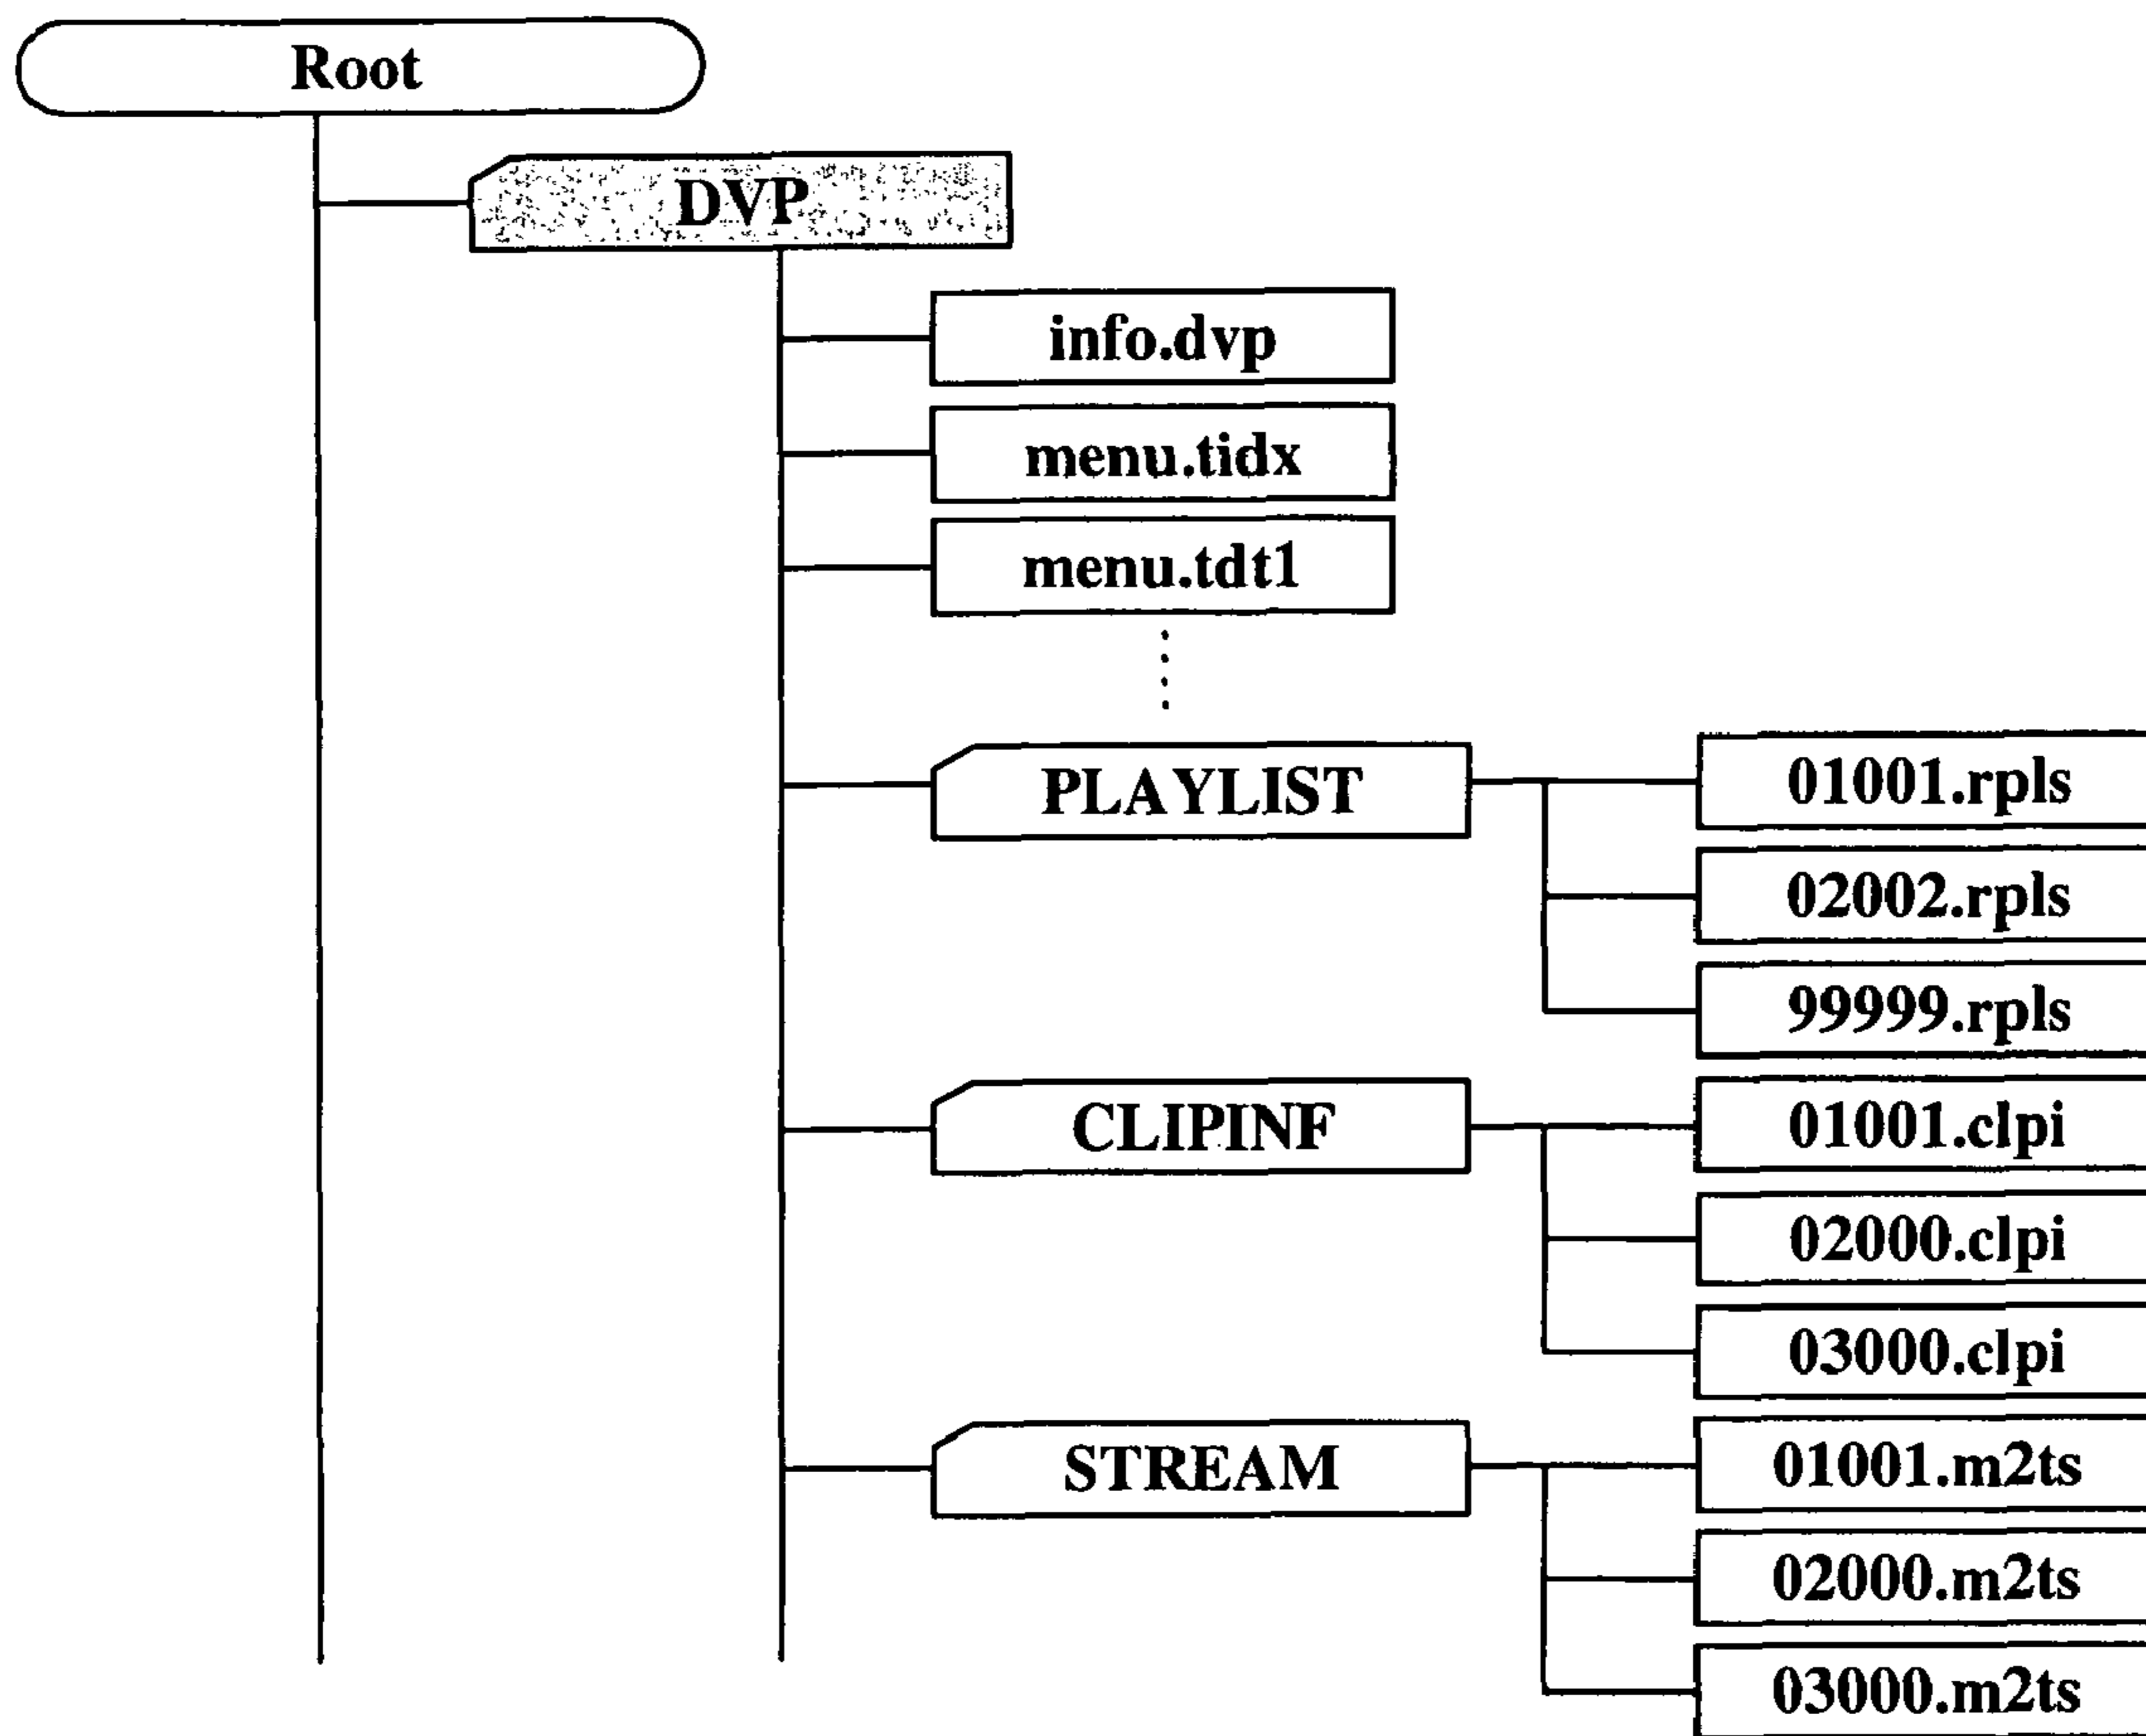 Root
DVP
info.dvp
menu.tidx
menu.tdt1
PLAYLIST
01001.rpls
02002.rpls
99999.rpls
CLIPINF
01001.clpi
02000.clpi
03000.clpi
STREAM
01001.m2ts
02000.m2ts
03000.m2ts